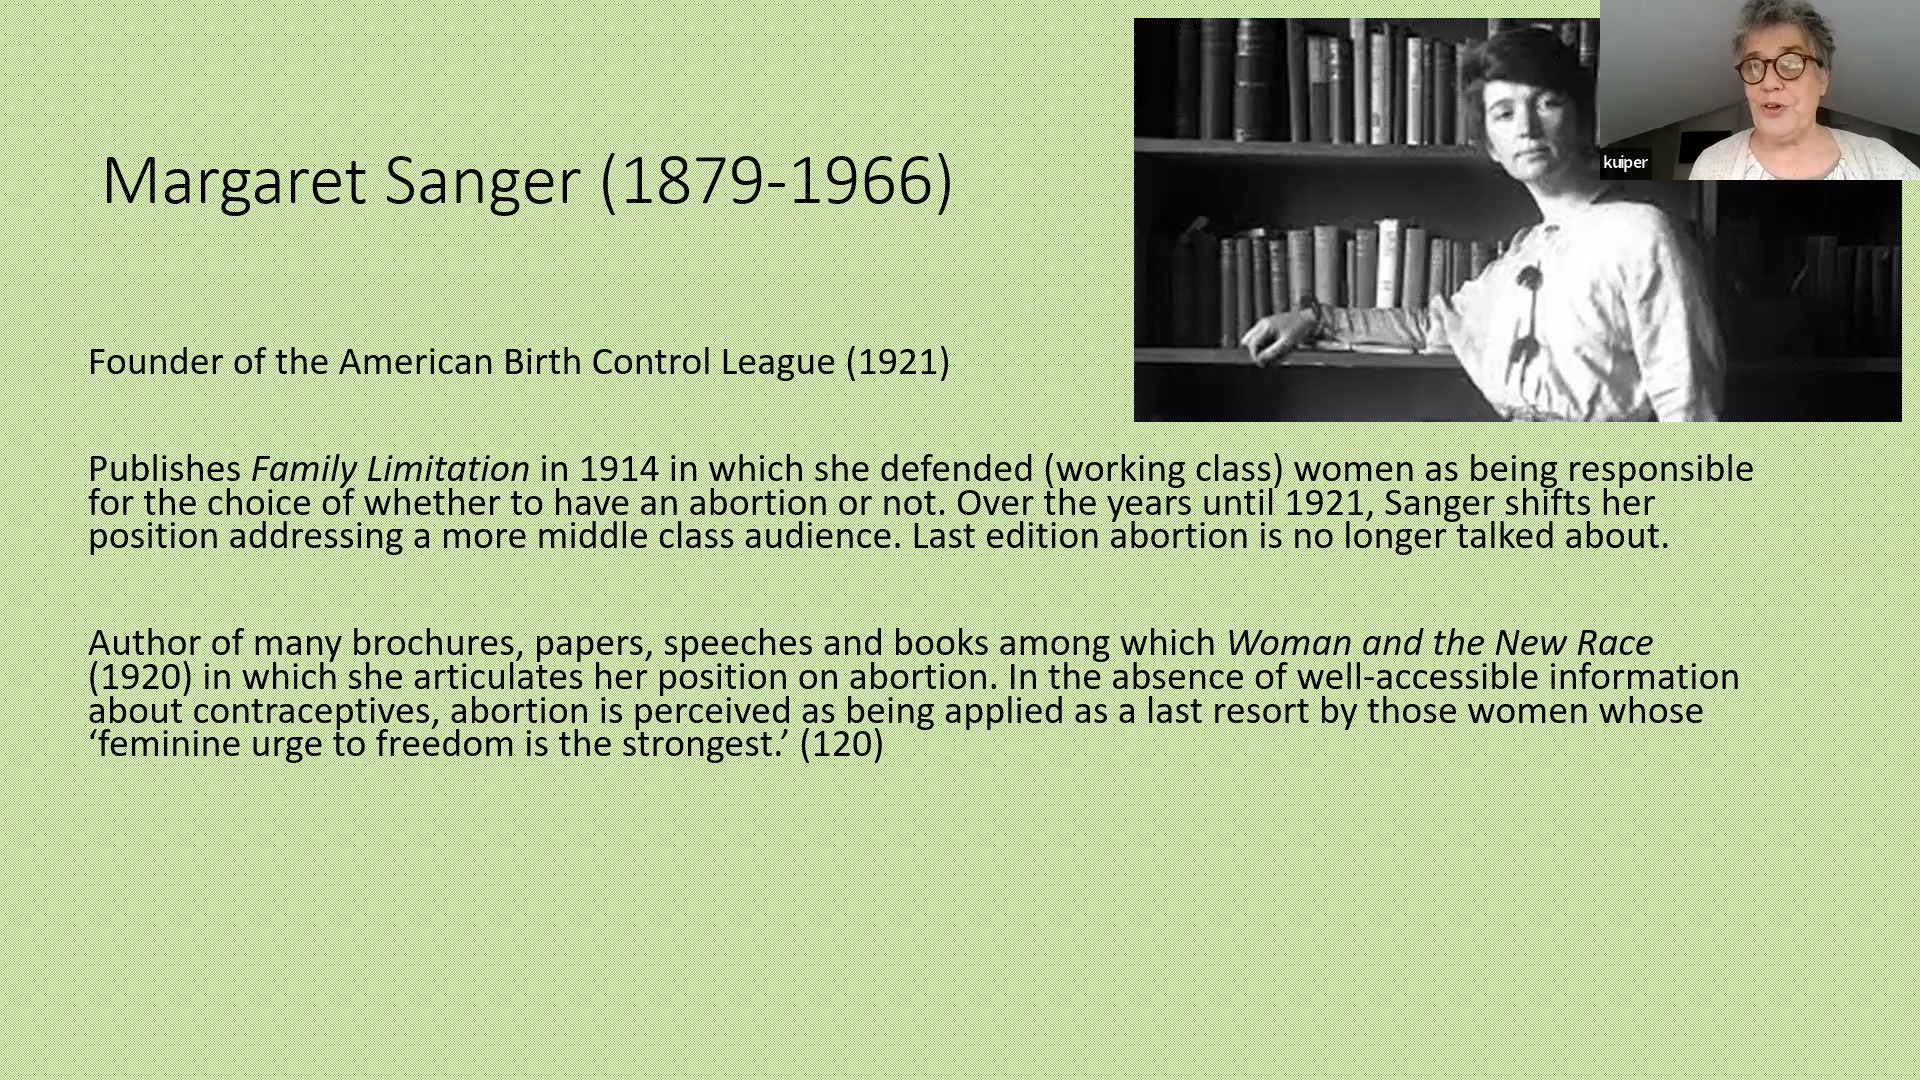 kuiper
Margaret Sanger (1879-1966)
Founder of the American Birth Control League (1921)
Publishes Family Limitation in 1914 in which she defended (working class) women as being responsible
for the choice of whether to have an abortion or not. Over the years until 1921, Sanger shifts her
position addressing a more middle class audience. Last edition abortion is no longer talked about.
Author of many brochures, papers, speeches and books among which Woman and the New Race
(1920) in which she articulates her position on abortion. In the absence of well-accessible information
about contraceptives, abortion is perceived as being applied as a last resort by those women whose
‘feminine urge to freedom is the strongest.’ (120)